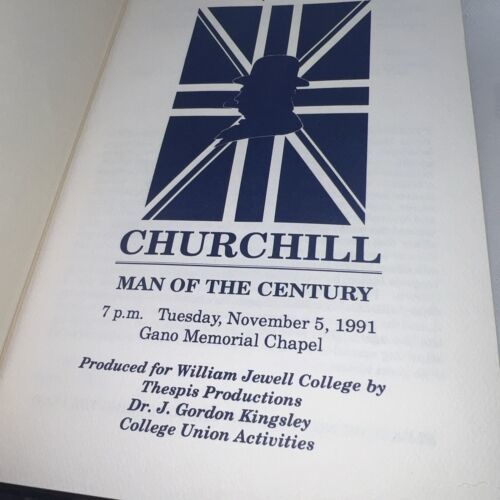 CHURCHILL
MAN OF THE CENTURY
7 p.m. Tuesday, November 5, 1991
Gano Memorial Chapel
Produced for William Jewell College by
Thespis Productions
Dr. J. Gordon Kingsley
College Union Activities